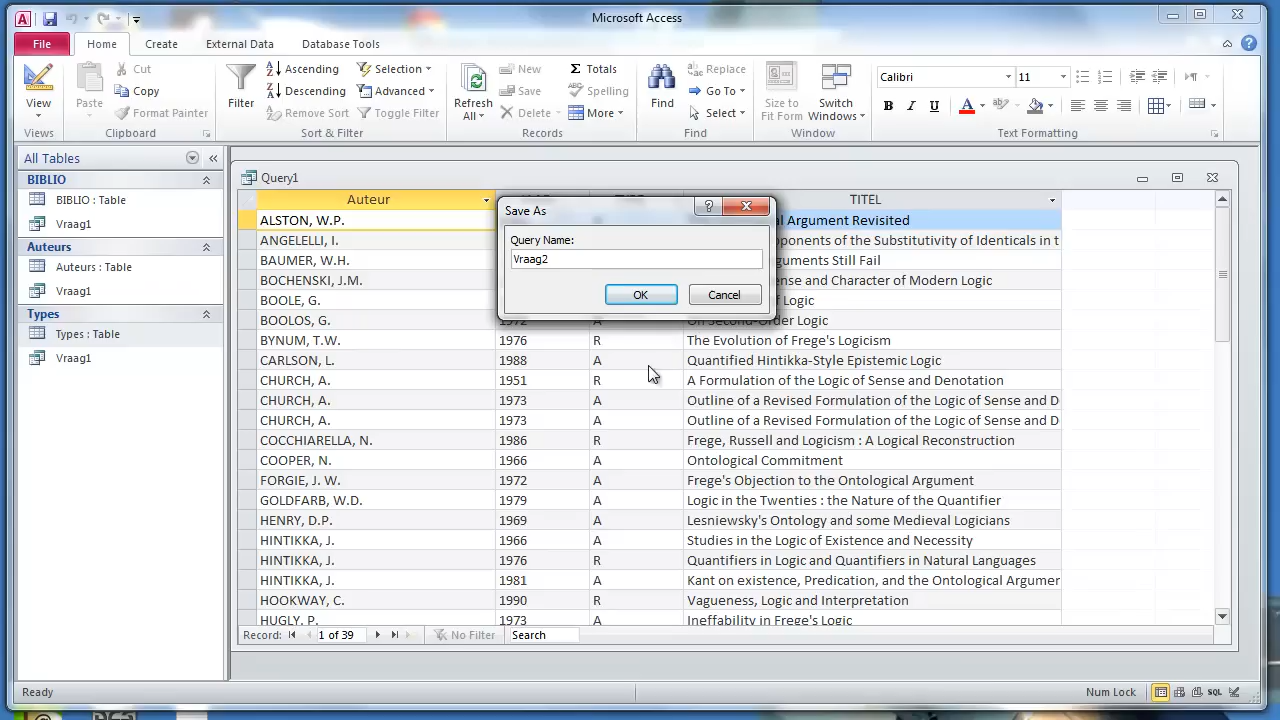 Microsoft Access
File Home Create External Data Database Tools
View
Views
Paste
Cut
Copy
Format Painter
Clipboard
Filter
Ascending
Descending
Remove Sort
Selection
Advanced
Toggle Filter
Sort & Filter
Refresh
All
New
Save
Delete
Totals
Spelling
More
Records
Find
Replace
Go To
Select
Find
Size to
Fit Form
Switch
Windows
Window
Calibri 11
B I U A
Text Formatting
All Tables
BIBLIO
BIBLIO : Table
Vraag1
Auteurs
Auteurs : Table
Vraag1
Types
Types : Table
Vraag1
Query1
Auteur TITEL
Save As
Query Name:
Vraag2
OK Cancel
ALSTON, W.P. Argument Revisited
ANGELELLI, I. of the Substitutivity of Identicals in t
BAUMER, W.H. Still Fail
BOCHENSKI, J.M. and Character of Modern Logic
BOOLE, G. of Logic
BOOLOS, G. 1972 A On Second-Order Logic
BYNUM, T.W. 1976 R The Evolution of Frege's Logicism
CARLSON, L. 1988 A Quantified Hintikka-Style Epistemic Logic
CHURCH, A. 1951 R A Formulation of the Logic of Sense and Denotation
CHURCH, A. 1973 A Outline of a Revised Formulation of the Logic of Sense and D
CHURCH, A. 1973 A Outline of a Revised Formulation of the Logic of Sense and D
COCCHIARELLA, N. 1986 R Frege, Russell and Logicism : A Logical Reconstruction
COOPER, N. 1966 A Ontological Commitment
FORGIE, J. W. 1972 A Frege's Objection to the Ontological Argument
GOLDFARB, W.D. 1979 A Logic in the Twenties : the Nature of the Quantifier
HENRY, D.P. 1969 A Lesniewsky's Ontology and some Medieval Logicians
HINTIKKA, J. 1966 A Studies in the Logic of Existence and Necessity
HINTIKKA, J. 1976 R Quantifiers in Logic and Quantifiers in Natural Languages
HINTIKKA, J. 1981 A Kant on existence, Predication, and the Ontological Argumer
HOOKWAY, C. 1990 R Vagueness, Logic and Interpretation
HUGLY, P. 1973 A Ineffability in Frege's Logic
Record: 1 of 39 No Filter Search
Ready Num Lock SQL